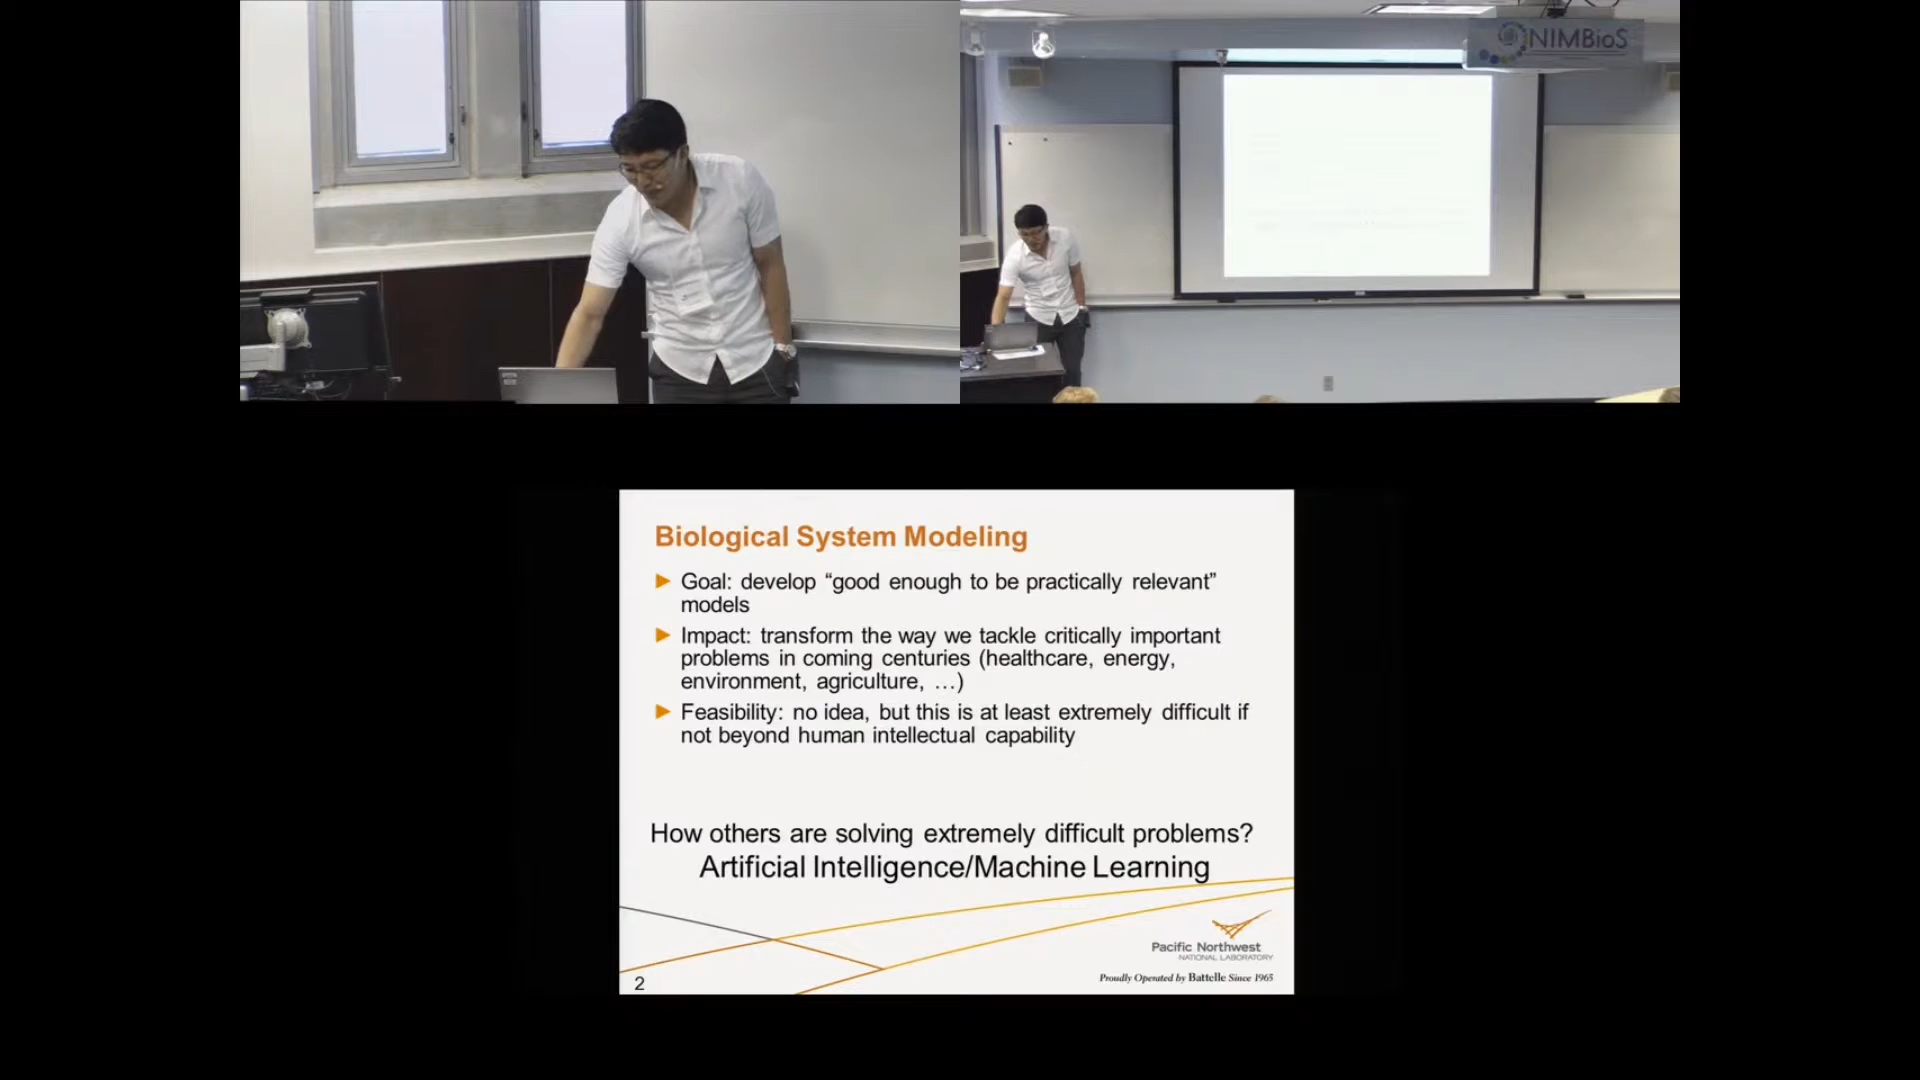 NIMBioS
Biological System Modeling
Goal: develop “good enough to be practically relevant”
models
Impact: transform the way we tackle critically important
problems in coming centuries (healthcare, energy,
environment, agriculture, …)
Feasibility: no idea, but this is at least extremely difficult if
not beyond human intellectual capability
How others are solving extremely difficult problems?
Artificial Intelligence/Machine Learning
Pacific Northwest
NATIONAL LABORATORY
Proudly Operated by Battelle Since 1965
2